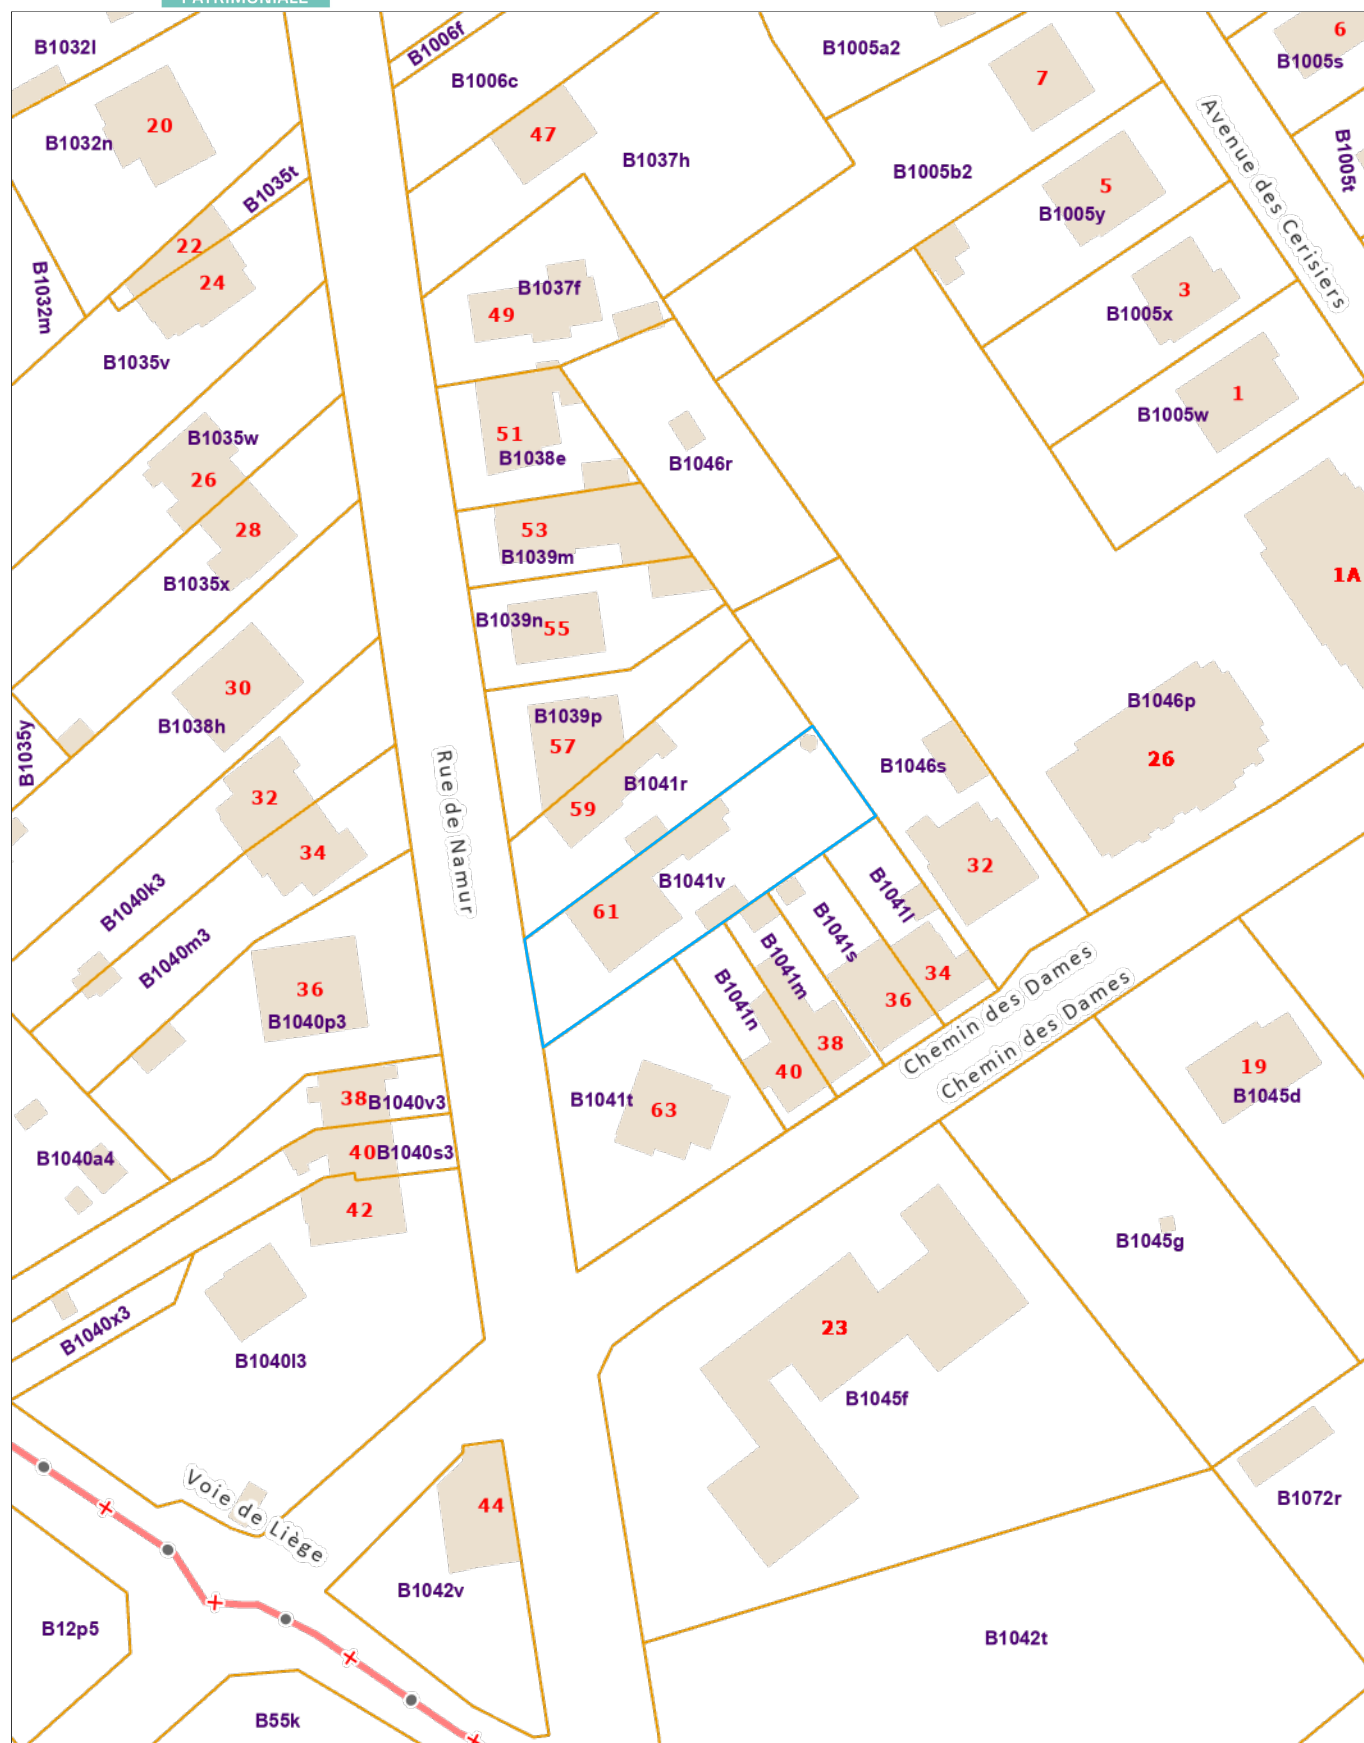 PATRIMONIALE
B1032l
B1006f
B1006c
B1005a2
6
B1005s
7
20
B1032n
47
B1037h
B1005b2
B1005t
Avenue des Cerisiers
B1035t
5
B1005y
22
24
B1032m
B1037f
49
3
B1005x
B1035v
1
B1005w
B1035w
51
B1038e
B1046r
26
28
53
B1039m
B1035x
1A
B1039n
55
30
B1038h
B1046p
26
B1035y
B1039p
57
B1041r
59
B1046s
Rue de Namur
32
34
B1040k3
B1041v
61
B1041l
32
B1040m3
B1041s
B1041m
34
36
B1041n
36
B1040p3
38
40
Chemin des Dames
Chemin des Dames
19
B1045d
38
B1040v3
B1041t
63
40
B1040s3
B1040a4
42
B1045g
B1040x3
B1040l3
23
B1045f
Voie de Liège
44
B1072r
B1042v
B12p5
B1042t
B55k